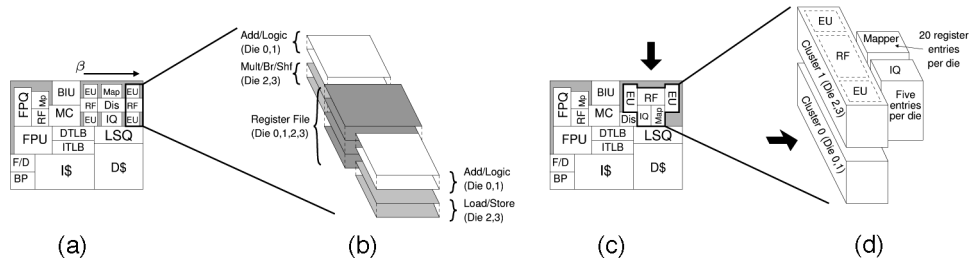 β
BIU
EU
Map
EU
FPQ
Mp
RF
MC
RF
Dis
RF
EU
IQ
EU
FPU
DTLB
ITLB
LSQ
F/D
BP
I$
D$
(a)
Add/Logic
(Die 0,1)
Mult/Br/Shf
(Die 2,3)
Register File
(Die 0,1,2,3)
Add/Logic
(Die 0,1)
Load/Store
(Die 2,3)
(b)
BIU
EU
RF
EU
FPQ
Mp
RF
MC
Dis
IQ
Map
FPU
DTLB
ITLB
LSQ
F/D
BP
I$
D$
(c)
EU
RF
EU
Cluster 1 (Die 2,3)
Cluster 0 (Die 0,1)
Mapper
20 register
entries
per die
IQ
Five
entries
per die
(d)